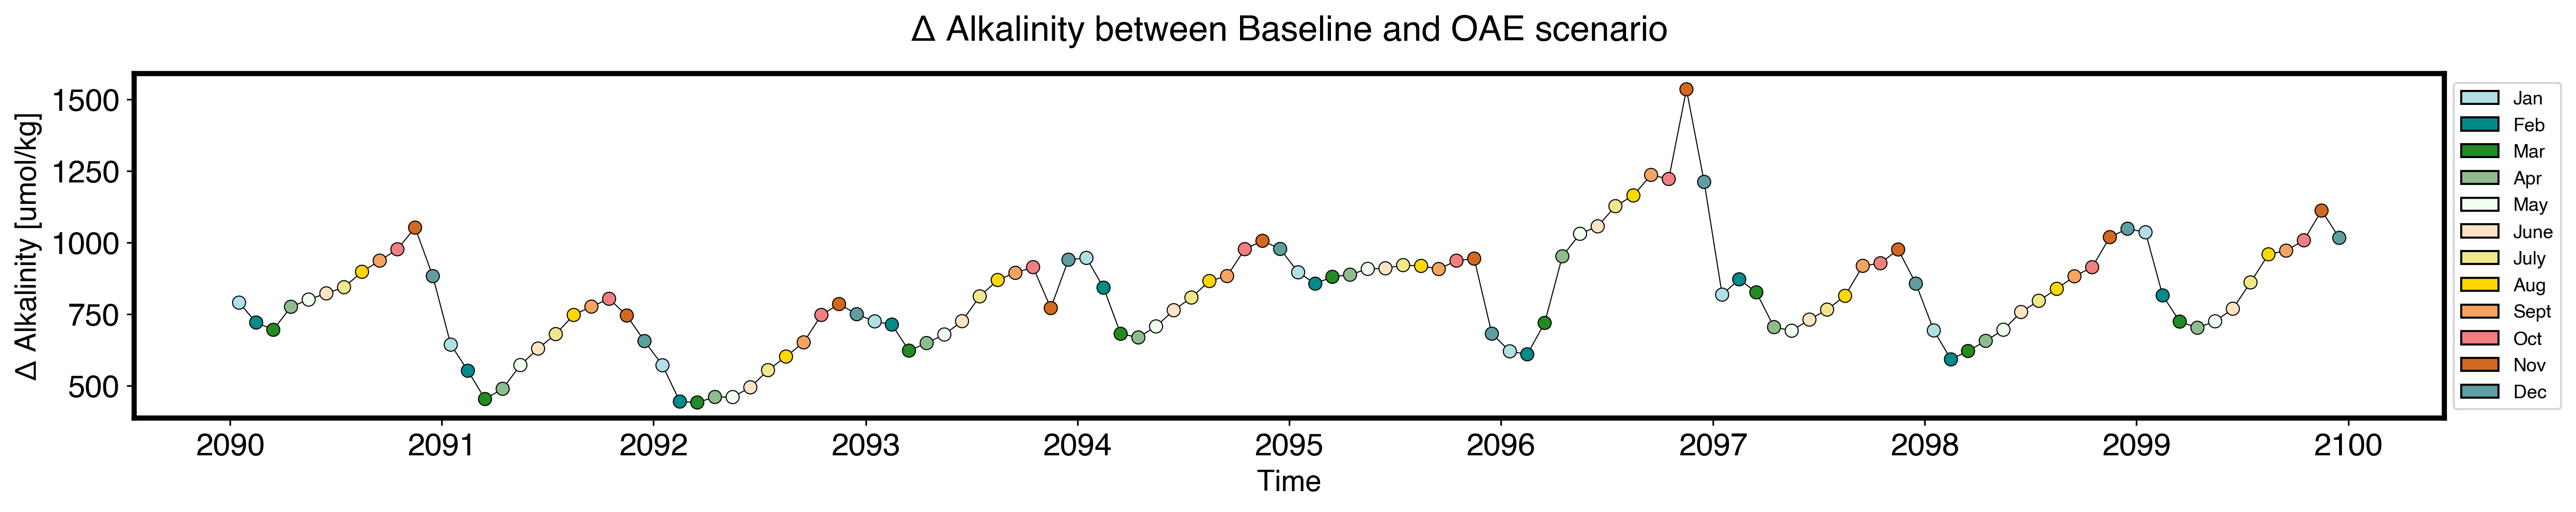 Δ Alkalinity between Baseline and OAE scenario
Δ Alkalinity [umol/kg]
1500
1250
1000
750
500
2090 2091 2092 2093 2094 2095 2096 2097 2098 2099 2100
Time
Jan
Feb
Mar
Apr
May
June
July
Aug
Sept
Oct
Nov
Dec